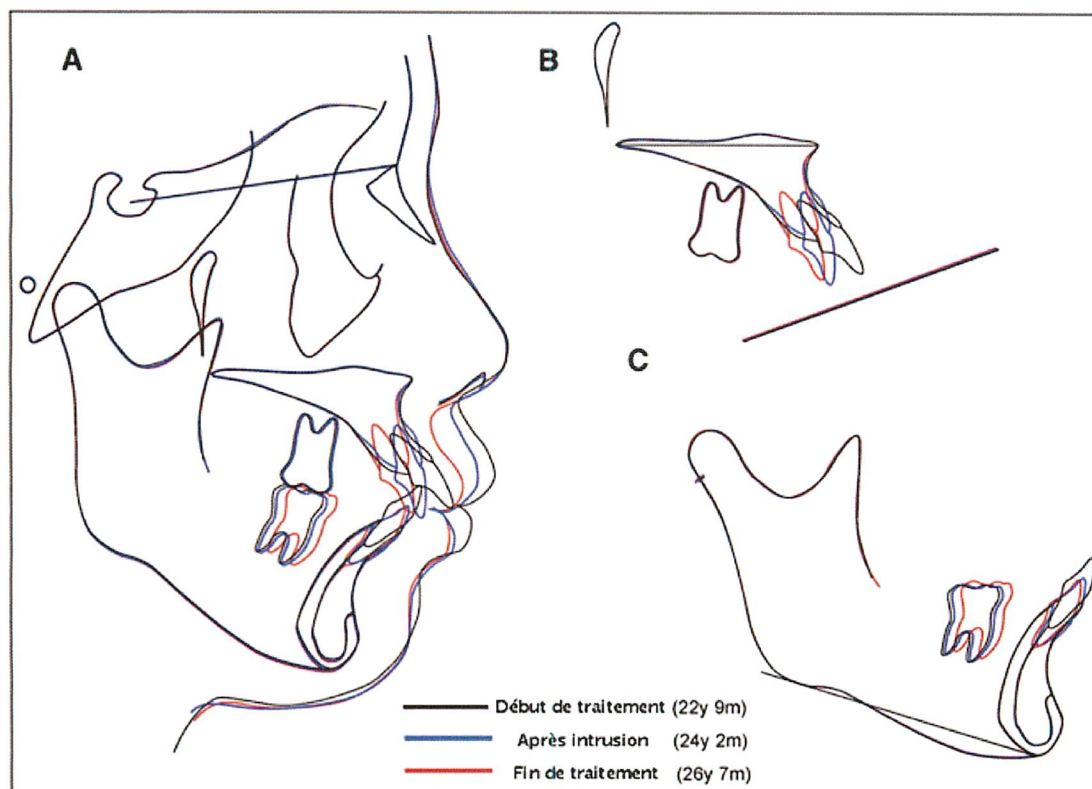 A
B
C
Début de traitement (22y 9m)
Après intrusion (24y 2m)
Fin de traitement (26y 7m)